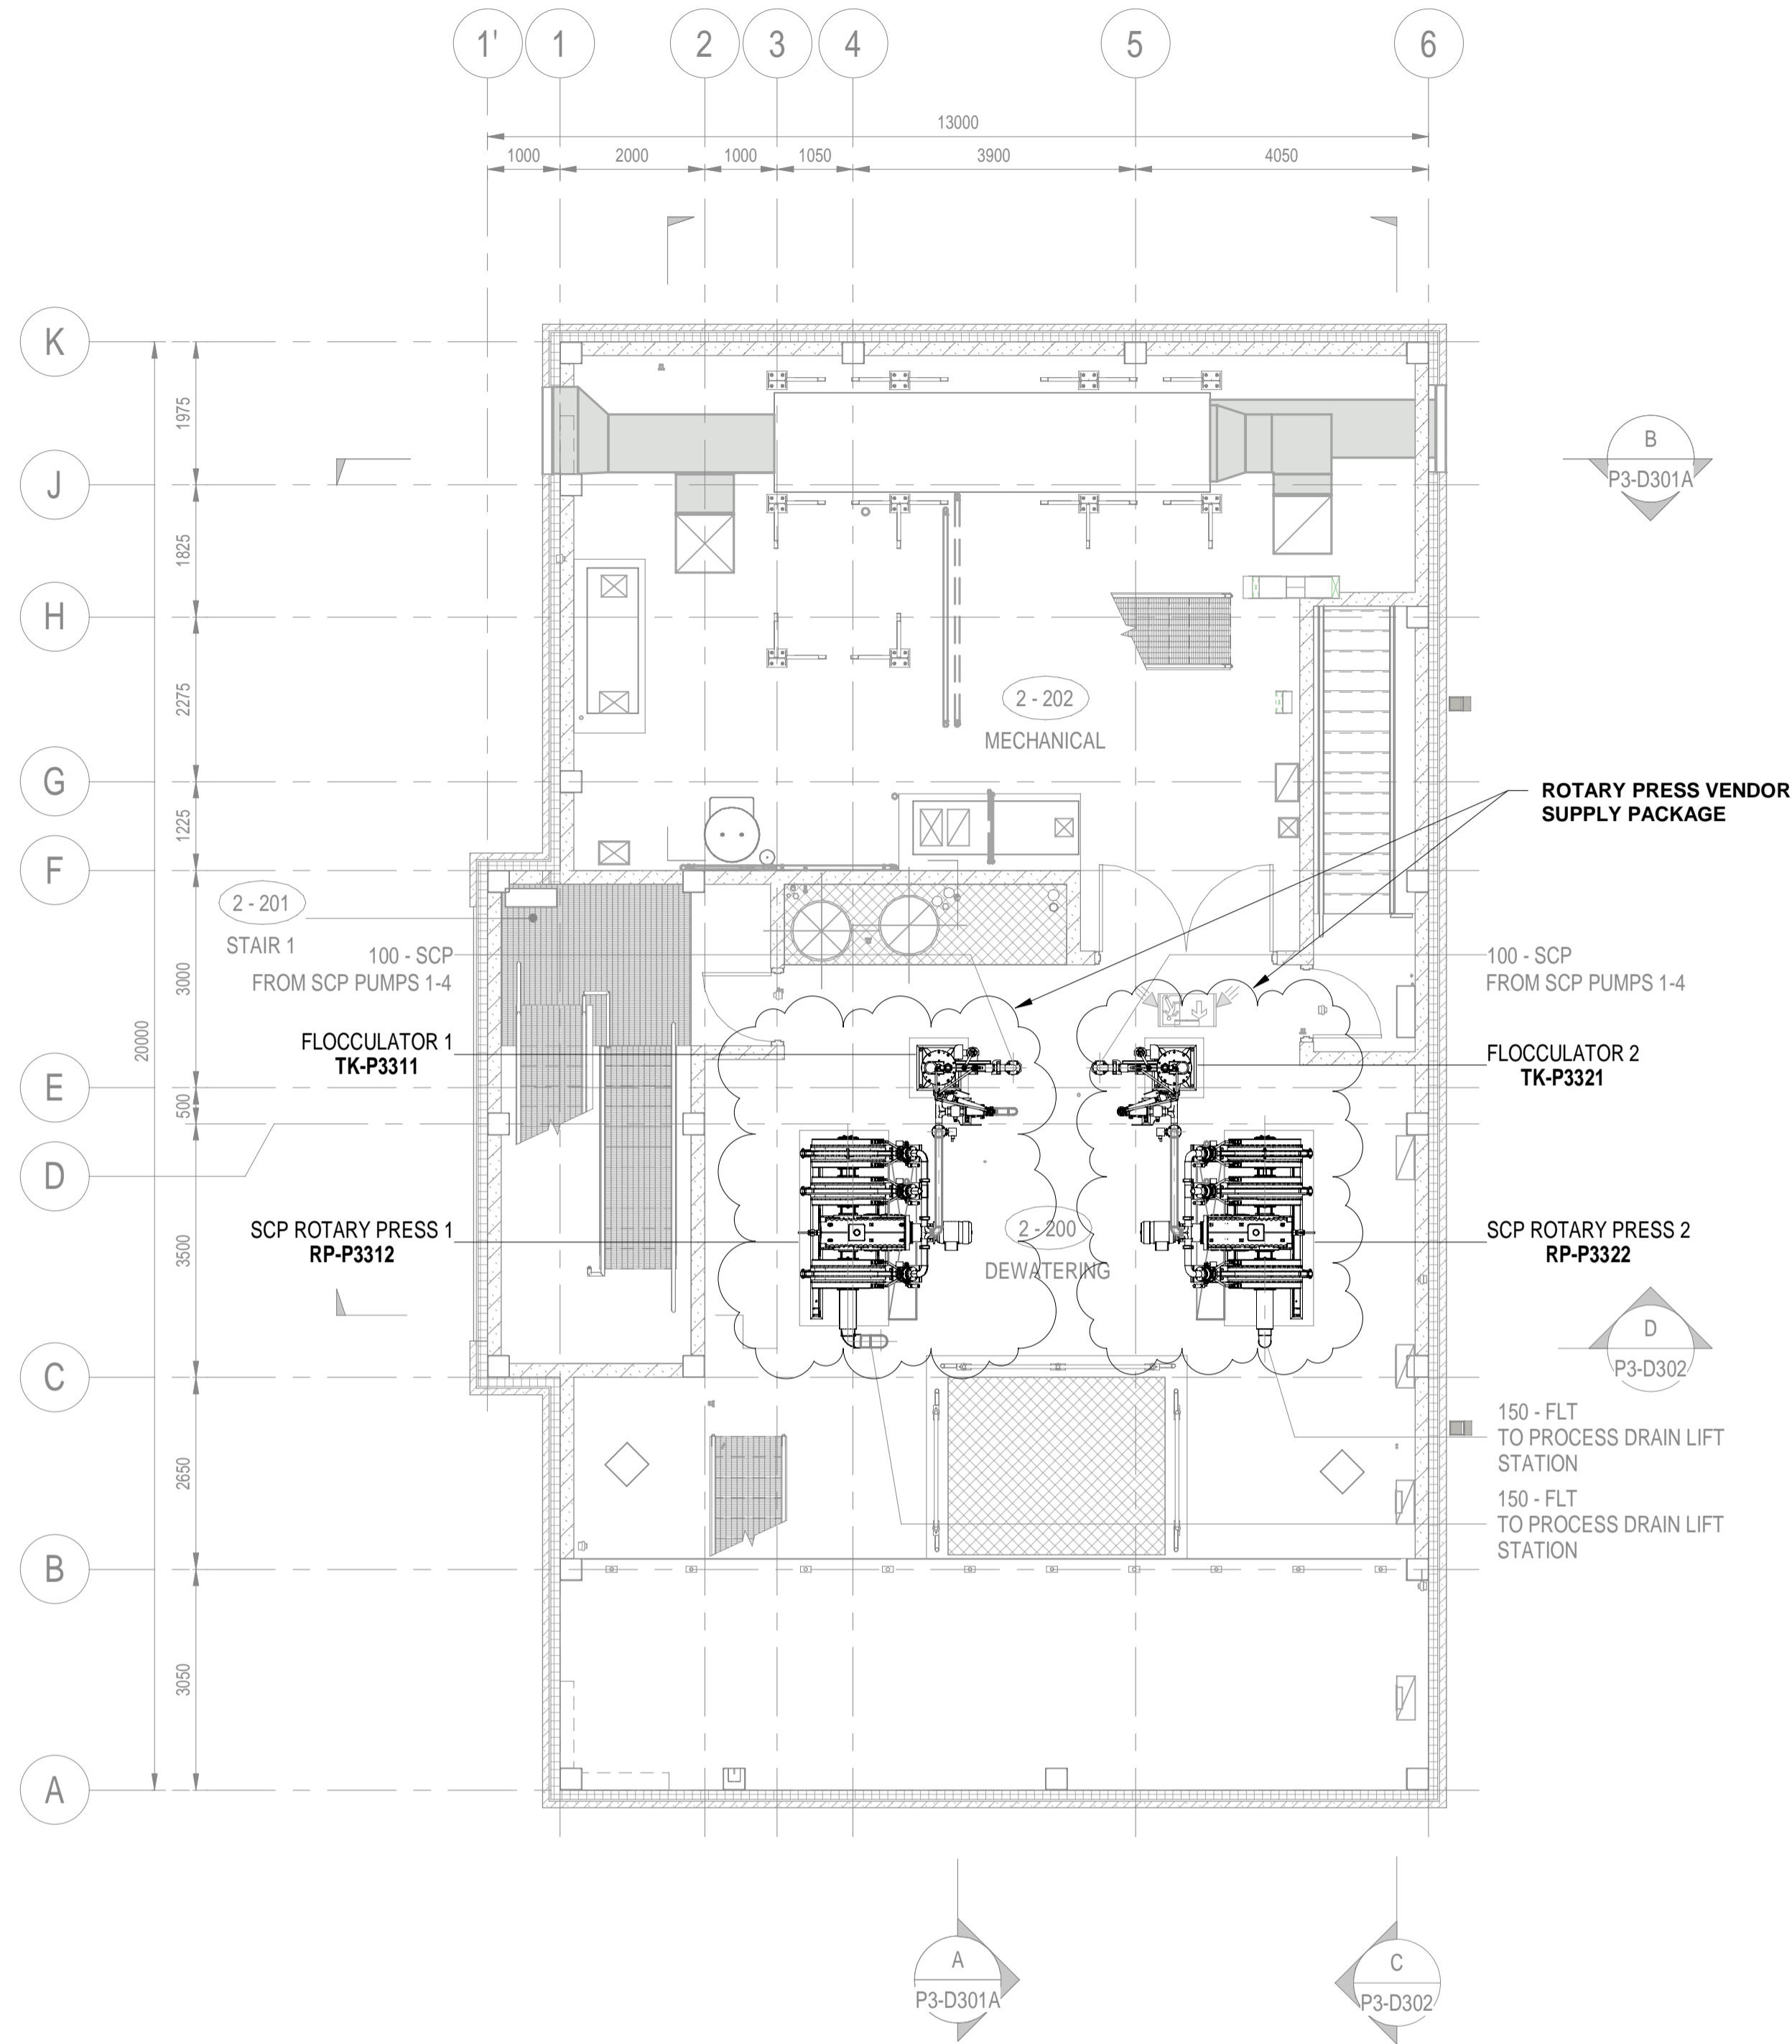 1'
1
2
3
4
5
6
13000
1000
2000
1000
1050
3900
4050
K
J
H
G
F
E
D
C
B
A
1975
1825
2275
1225
3000
500
3500
2650
3050
20000
B
P3-D301A
2 - 202
MECHANICAL
ROTARY PRESS VENDOR
SUPPLY PACKAGE
2 - 201
STAIR 1
100 - SCP
FROM SCP PUMPS 1-4
100 - SCP
FROM SCP PUMPS 1-4
FLOCCULATOR 1
TK-P3311
FLOCCULATOR 2
TK-P3321
SCP ROTARY PRESS 1
RP-P3312
2 - 200
DEWATERING
SCP ROTARY PRESS 2
RP-P3322
D
P3-D302
150 - FLT
TO PROCESS DRAIN LIFT
STATION
150 - FLT
TO PROCESS DRAIN LIFT
STATION
A
P3-D301A
C
P3-D302